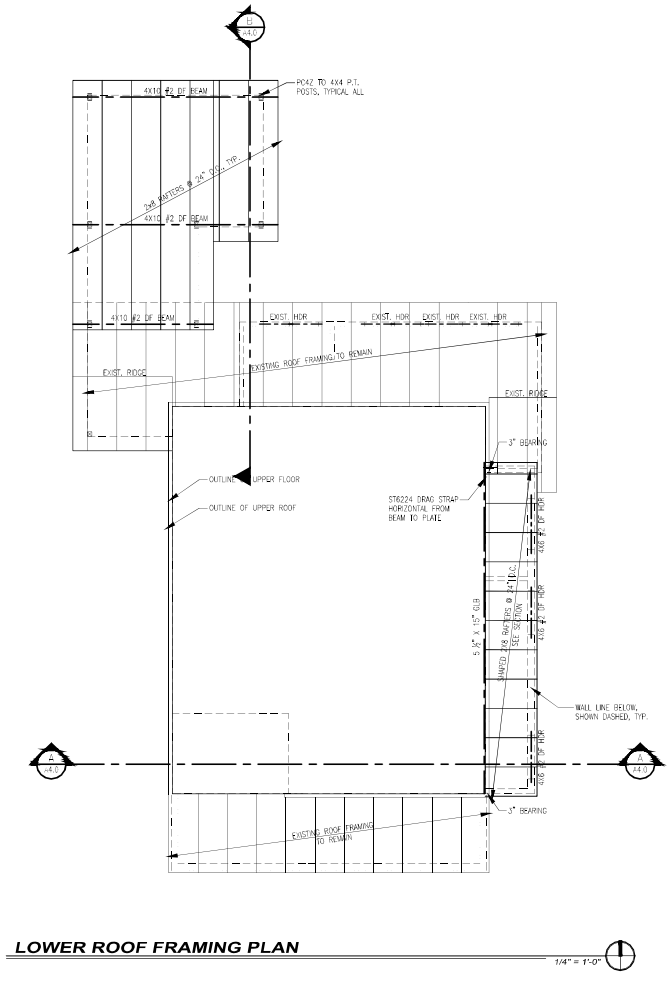 B
A4.0
4X10 #2 DF BEAM
PC4Z TO 4X4 P.T.
POSTS, TYPICAL ALL
2x8 RAFTERS @ 24" O.C., TYP.
4X10 #2 DF BEAM
4X10 #2 DF BEAM
EXIST. HDR
EXIST. HDR
EXIST. HDR
EXIST. HDR
EXISTING ROOF FRAMING TO REMAIN
EXIST. RIDGE
EXIST. RIDGE
3" BEARING
OUTLINE OF UPPER FLOOR
ST6224 DRAG STRAP
HORIZONTAL FROM
BEAM TO PLATE
OUTLINE OF UPPER ROOF
4X6 #2 DF HDR
4X6 #2 DF HDR
5 ½" X 15" GLB
SHAPED 2X8 RAFTERS @ 24" O.C.
SEE SECTION
WALL LINE BELOW,
SHOWN DASHED, TYP.
4X6 #2 DF HDR
A
A4.0
A
A4.0
3" BEARING
EXISTING ROOF FRAMING
TO REMAIN
LOWER ROOF FRAMING PLAN
1/4" = 1'-0"